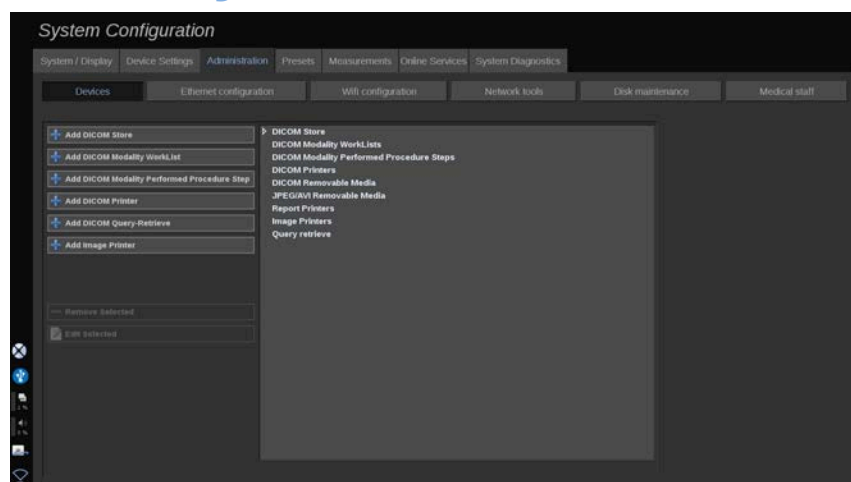 System Configuration
System / Display Device Settings Administration Presets Measurements Online Services System Diagnostics
Devices Ethernet configuration Wifi configuration Network tools Disk maintenance Medical staff
Add DICOM Store
Add DICOM Modality WorkList
Add DICOM Modality Performed Procedure Step
Add DICOM Printer
Add DICOM Query-Retrieve
Add Image Printer
Remove Selected
Edit Selected
DICOM Store
DICOM Modality WorkLists
DICOM Modality Performed Procedure Steps
DICOM Printers
DICOM Removable Media
JPEG/AVI Removable Media
Report Printers
Image Printers
Query retrieve